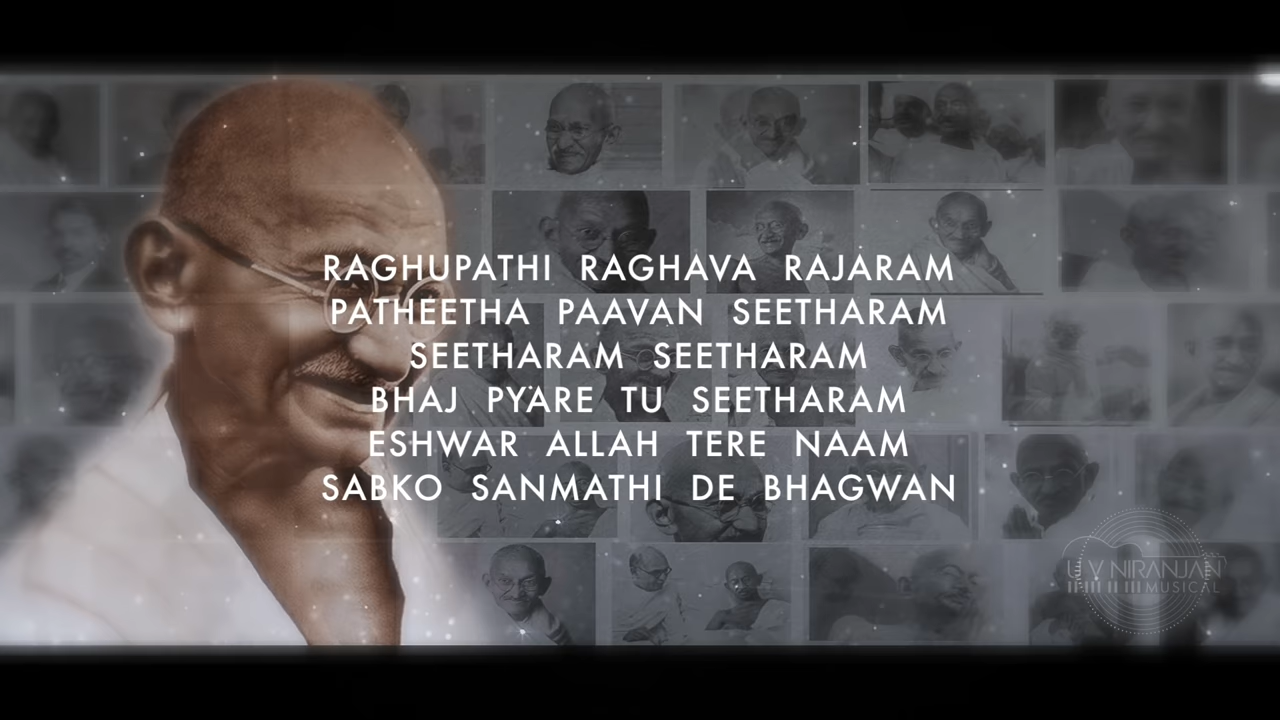 RAGHUPATHI RAGHAVA RAJARAM
PATHEETHA PAAVAN SEETHARAM
SEETHARAM SEETHARAM
BHAJ PYARE TU SEETHARAM
ESHWAR ALLAH TERE NAAM
SABKO SANMATHI DE BHAGWAN
U V NIRANJAN
MUSICAL